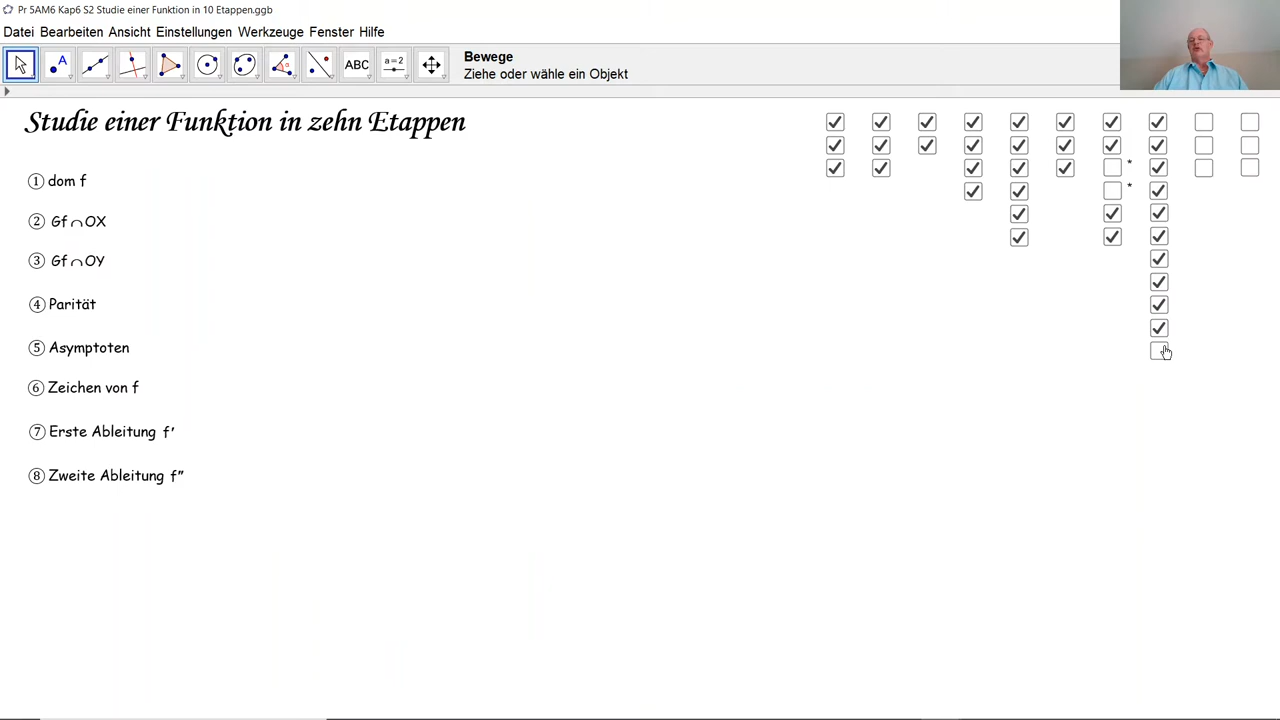 Pr 5AM6 Kap6 S2 Studie einer Funktion in 10 Etappen.ggb
Datei Bearbeiten Ansicht Einstellungen Werkzeuge Fenster Hilfe
A
ABC
a=2
Bewege
Ziehe oder wähle ein Objekt
Studie einer Funktion in zehn Etappen
① dom f
② Gf∩OX
③ Gf∩OY
④ Parität
⑤ Asymptoten
⑥ Zeichen von f
⑦ Erste Ableitung f'
⑧ Zweite Ableitung f"
*
*